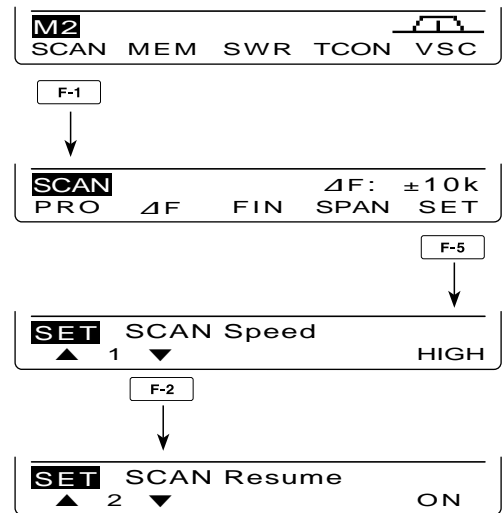 M2
SCAN MEM SWR TCON VSC
F-1
SCAN ⊿F: ±10k
PRO ⊿F FIN SPAN SET
F-5
SET SCAN Speed
▲ 1 ▼ HIGH
F-2
SET SCAN Resume
▲ 2 ▼ ON